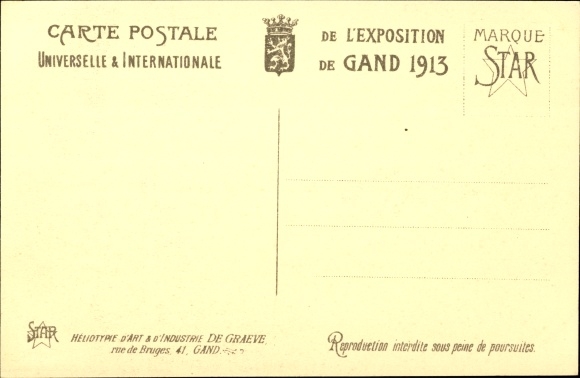 CARTE POSTALE
UNIVERSELLE & INTERNATIONALE
DE L'EXPOSITION
DE GAND 1913
MARQUE
STAR
STAR
HÉLIOTYPIE D'ART & D'INDUSTRIE DE GRAEVE
rue de Bruges, 41, GAND
Reproduction interdite sous peine de poursuites.